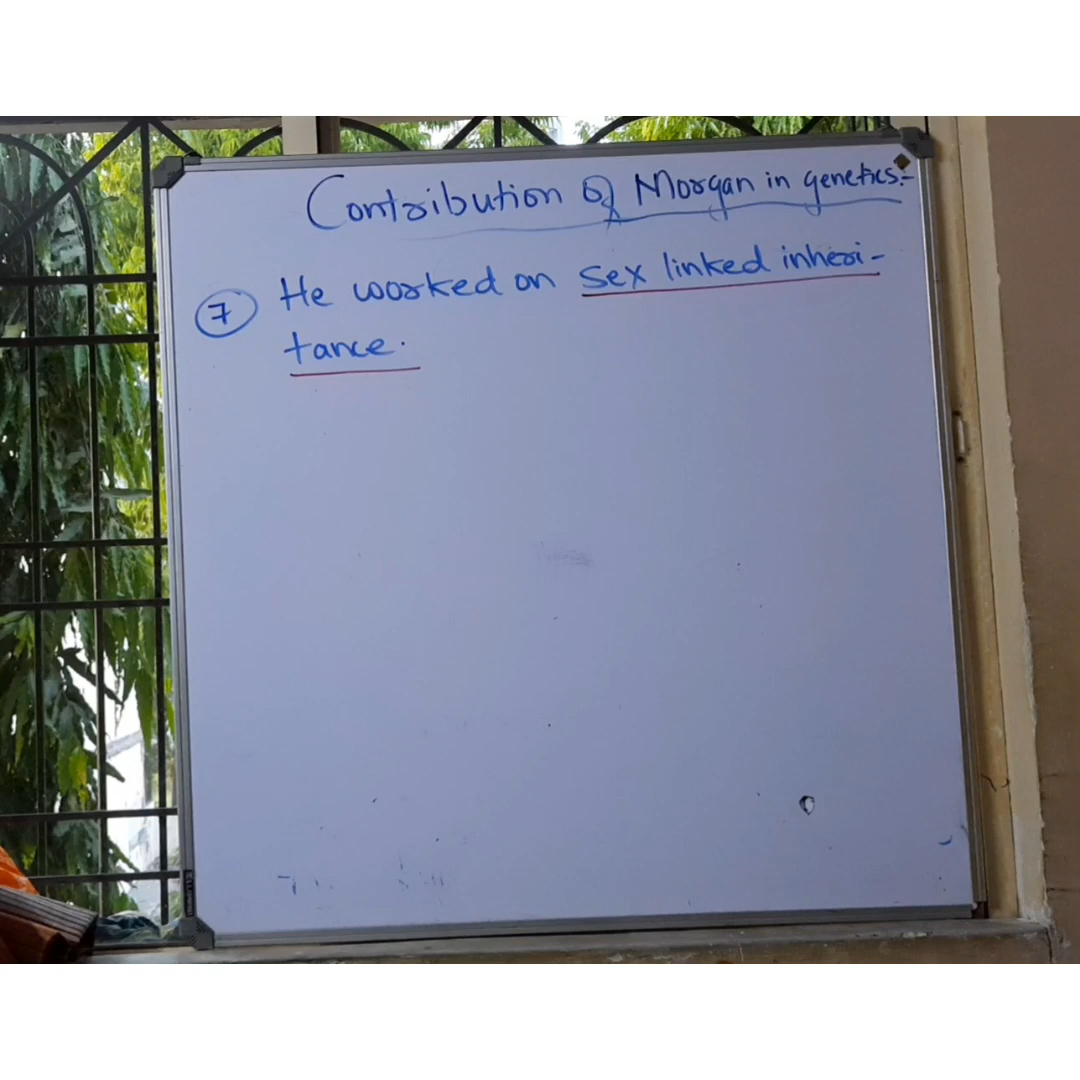 Contribution of Morgan in genetics:-
7 He worked on sex linked inheri-
tance.